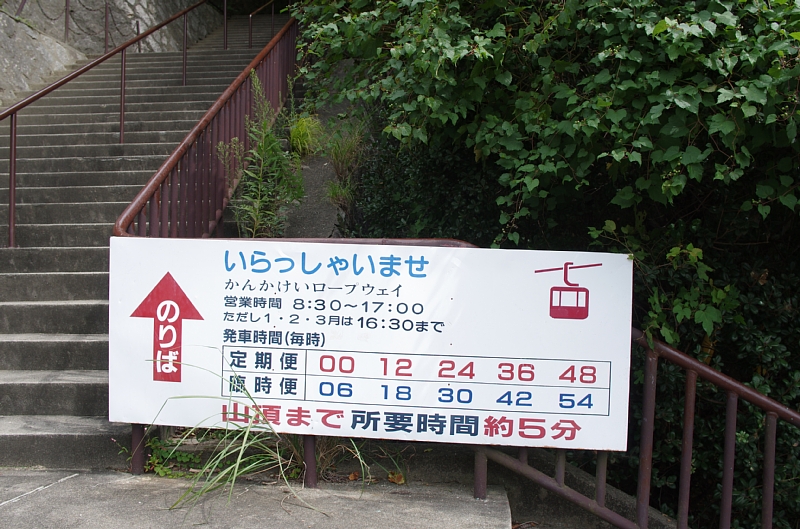 いらっしゃいませ
かんかけいロープウェイ
営業時間 8:30〜17:00
ただし1・2・3月は16:30まで
発車時間(毎時)
定期便 00 12 24 36 48
臨時便 06 18 30 42 54
山頂まで所要時間約5分
のりば